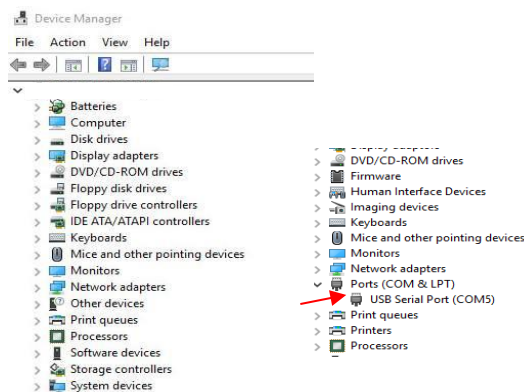 Device Manager
File Action View Help
Batteries
Computer
Disk drives
Display adapters
DVD/CD-ROM drives
Floppy disk drives
Floppy drive controllers
IDE ATA/ATAPI controllers
Keyboards
Mice and other pointing devices
Monitors
Network adapters
Other devices
Print queues
Processors
Software devices
Storage controllers
System devices
DVD/CD-ROM drives
Firmware
Human Interface Devices
Imaging devices
Keyboards
Mice and other pointing devices
Monitors
Network adapters
Ports (COM & LPT)
USB Serial Port (COM5)
Print queues
Printers
Processors